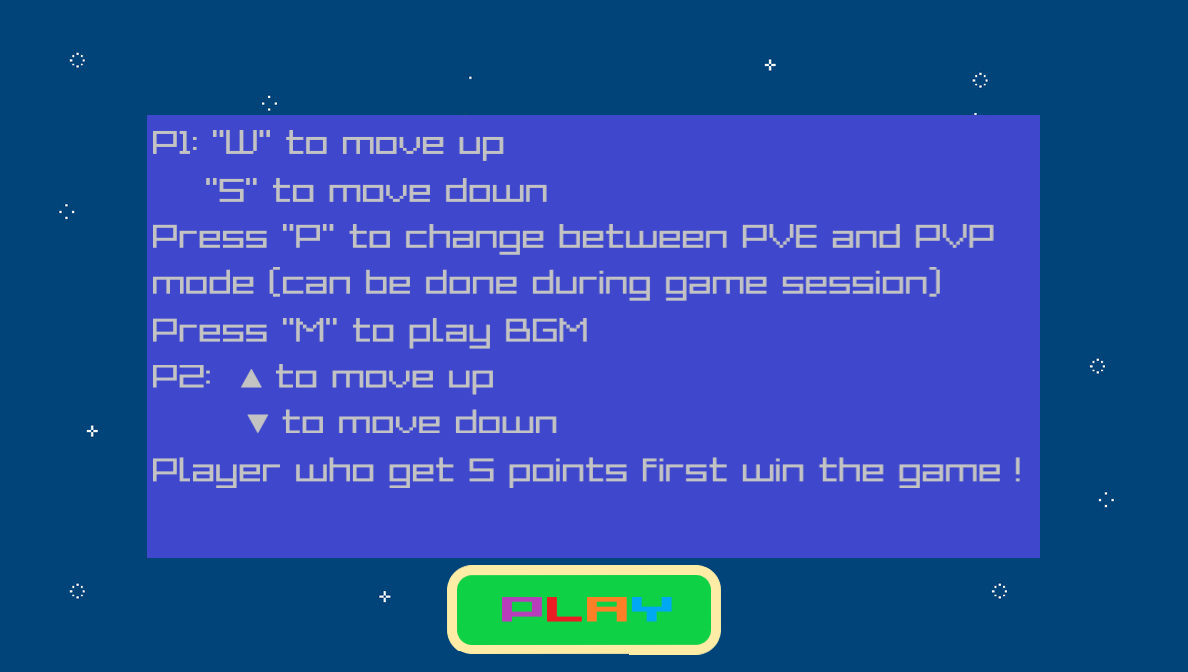 P1: "W" to move up
"S" to move down
Press "P" to change between PVE and PVP
mode (can be done during game session)
Press "M" to play BGM
P2: ▲ to move up
▼ to move down
Player who get 5 points first win the game !
PLAY